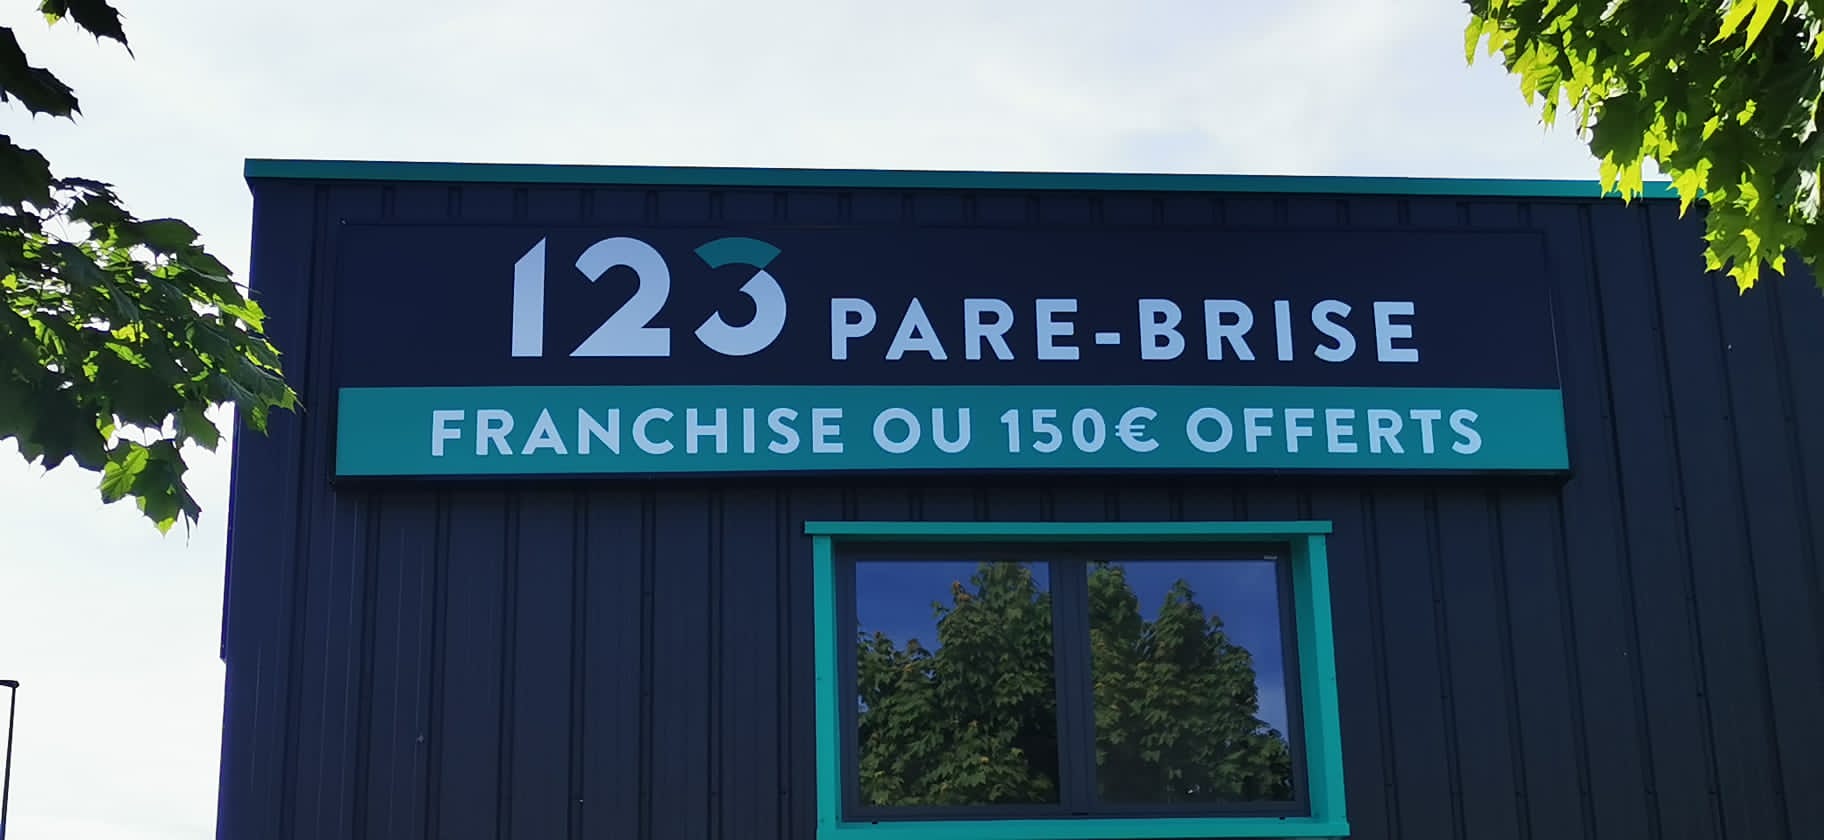 123 PARE-BRISE
FRANCHISE OU 150€ OFFERTS